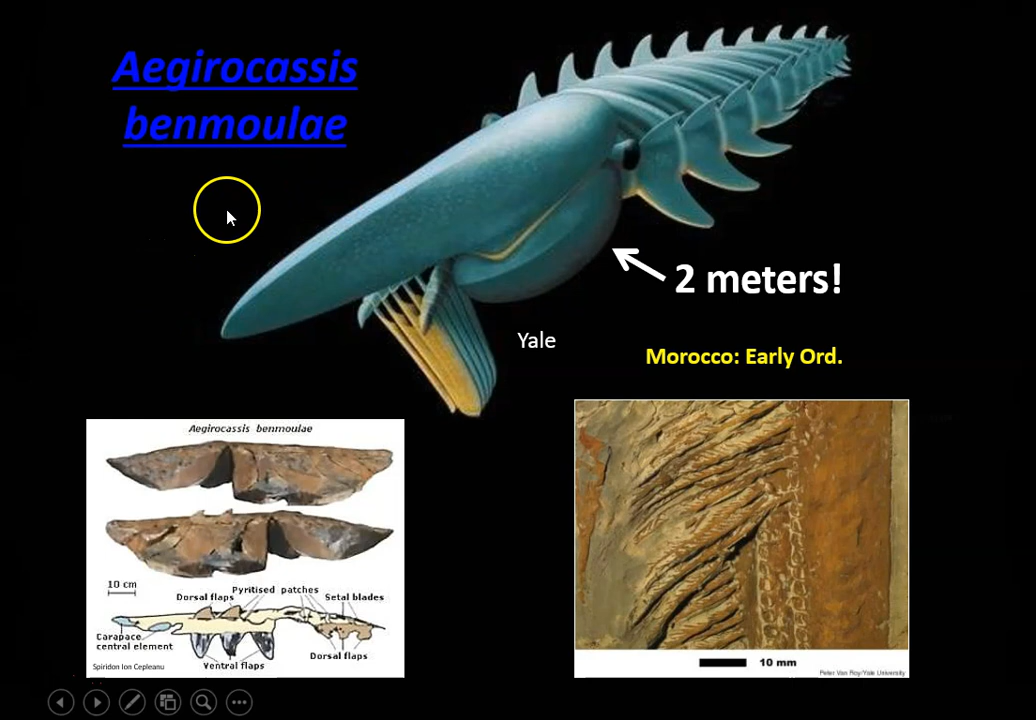 Aegirocassis
benmoulae
2 meters!
Yale
Morocco: Early Ord.
Aegirocassis benmoulae
10 cm
Pyritised patches
Dorsal flaps
Setal blades
Carapace
central element
Dorsal flaps
Ventral flaps
Spiridon Ion Cepleanu
10 mm
Peter Van Roy/Yale University